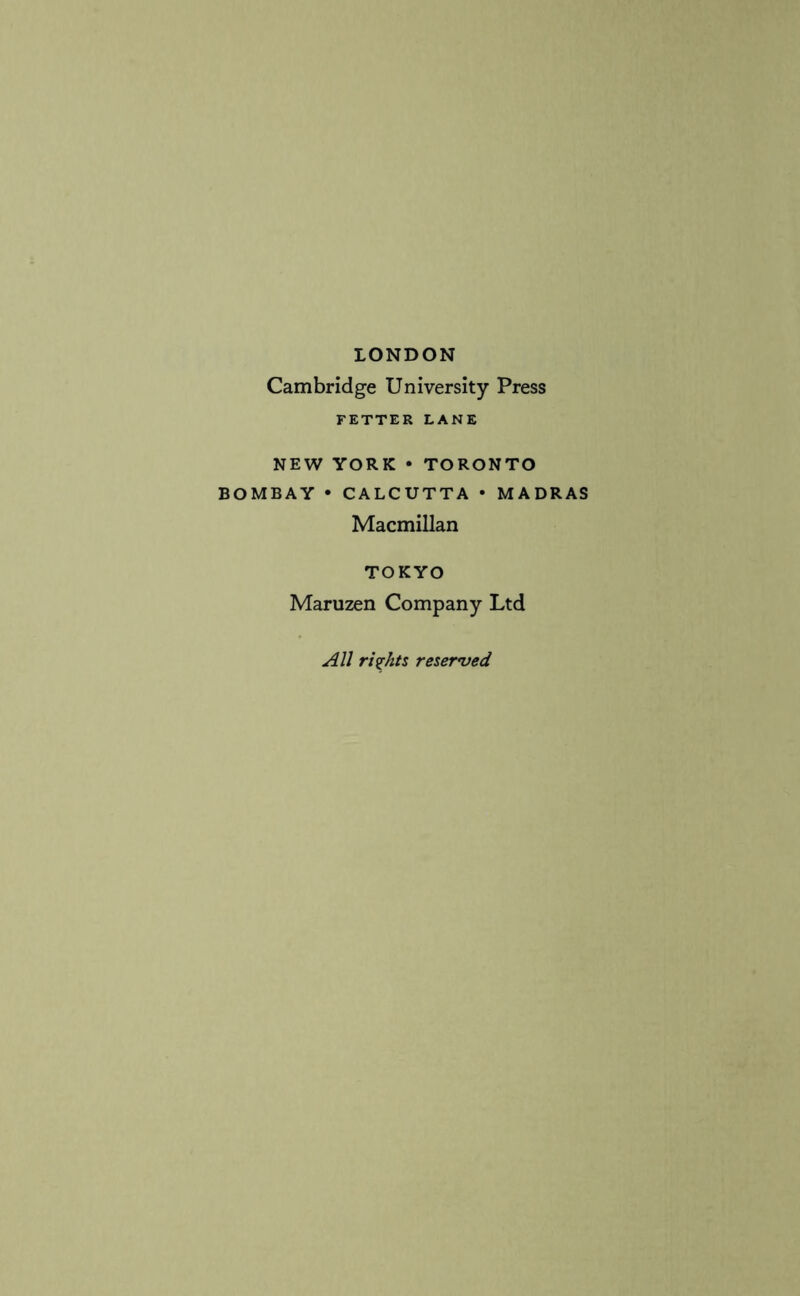 LONDON
Cambridge University Press
FETTER LANE
NEW YORK • TORONTO
BOMBAY • CALCUTTA • MADRAS
Macmillan
TOKYO
Maruzen Company Ltd
All rights reserved